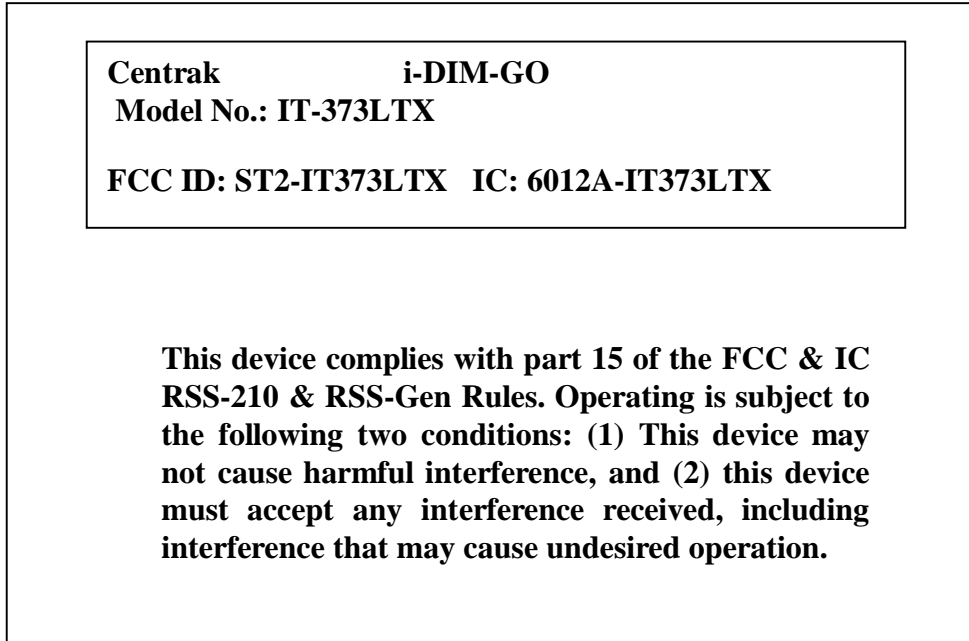 Centrak i-DIM-GO
Model No.: IT-373LTX
FCC ID: ST2-IT373LTX IC: 6012A-IT373LTX
This device complies with part 15 of the FCC & IC
RSS-210 & RSS-Gen Rules. Operating is subject to
the following two conditions: (1) This device may
not cause harmful interference, and (2) this device
must accept any interference received, including
interference that may cause undesired operation.